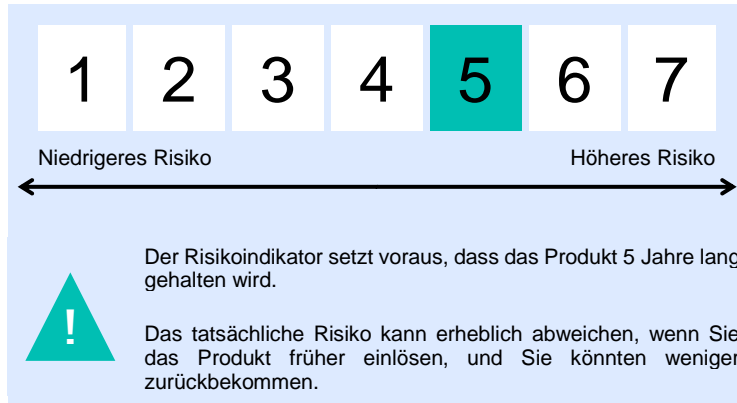 1 2 3 4 5 6 7
Niedrigeres Risiko Höheres Risiko
Der Risikoindikator setzt voraus, dass das Produkt 5 Jahre lang
gehalten wird.
!
Das tatsächliche Risiko kann erheblich abweichen, wenn Sie
das Produkt früher einlösen, und Sie könnten weniger
zurückbekommen.